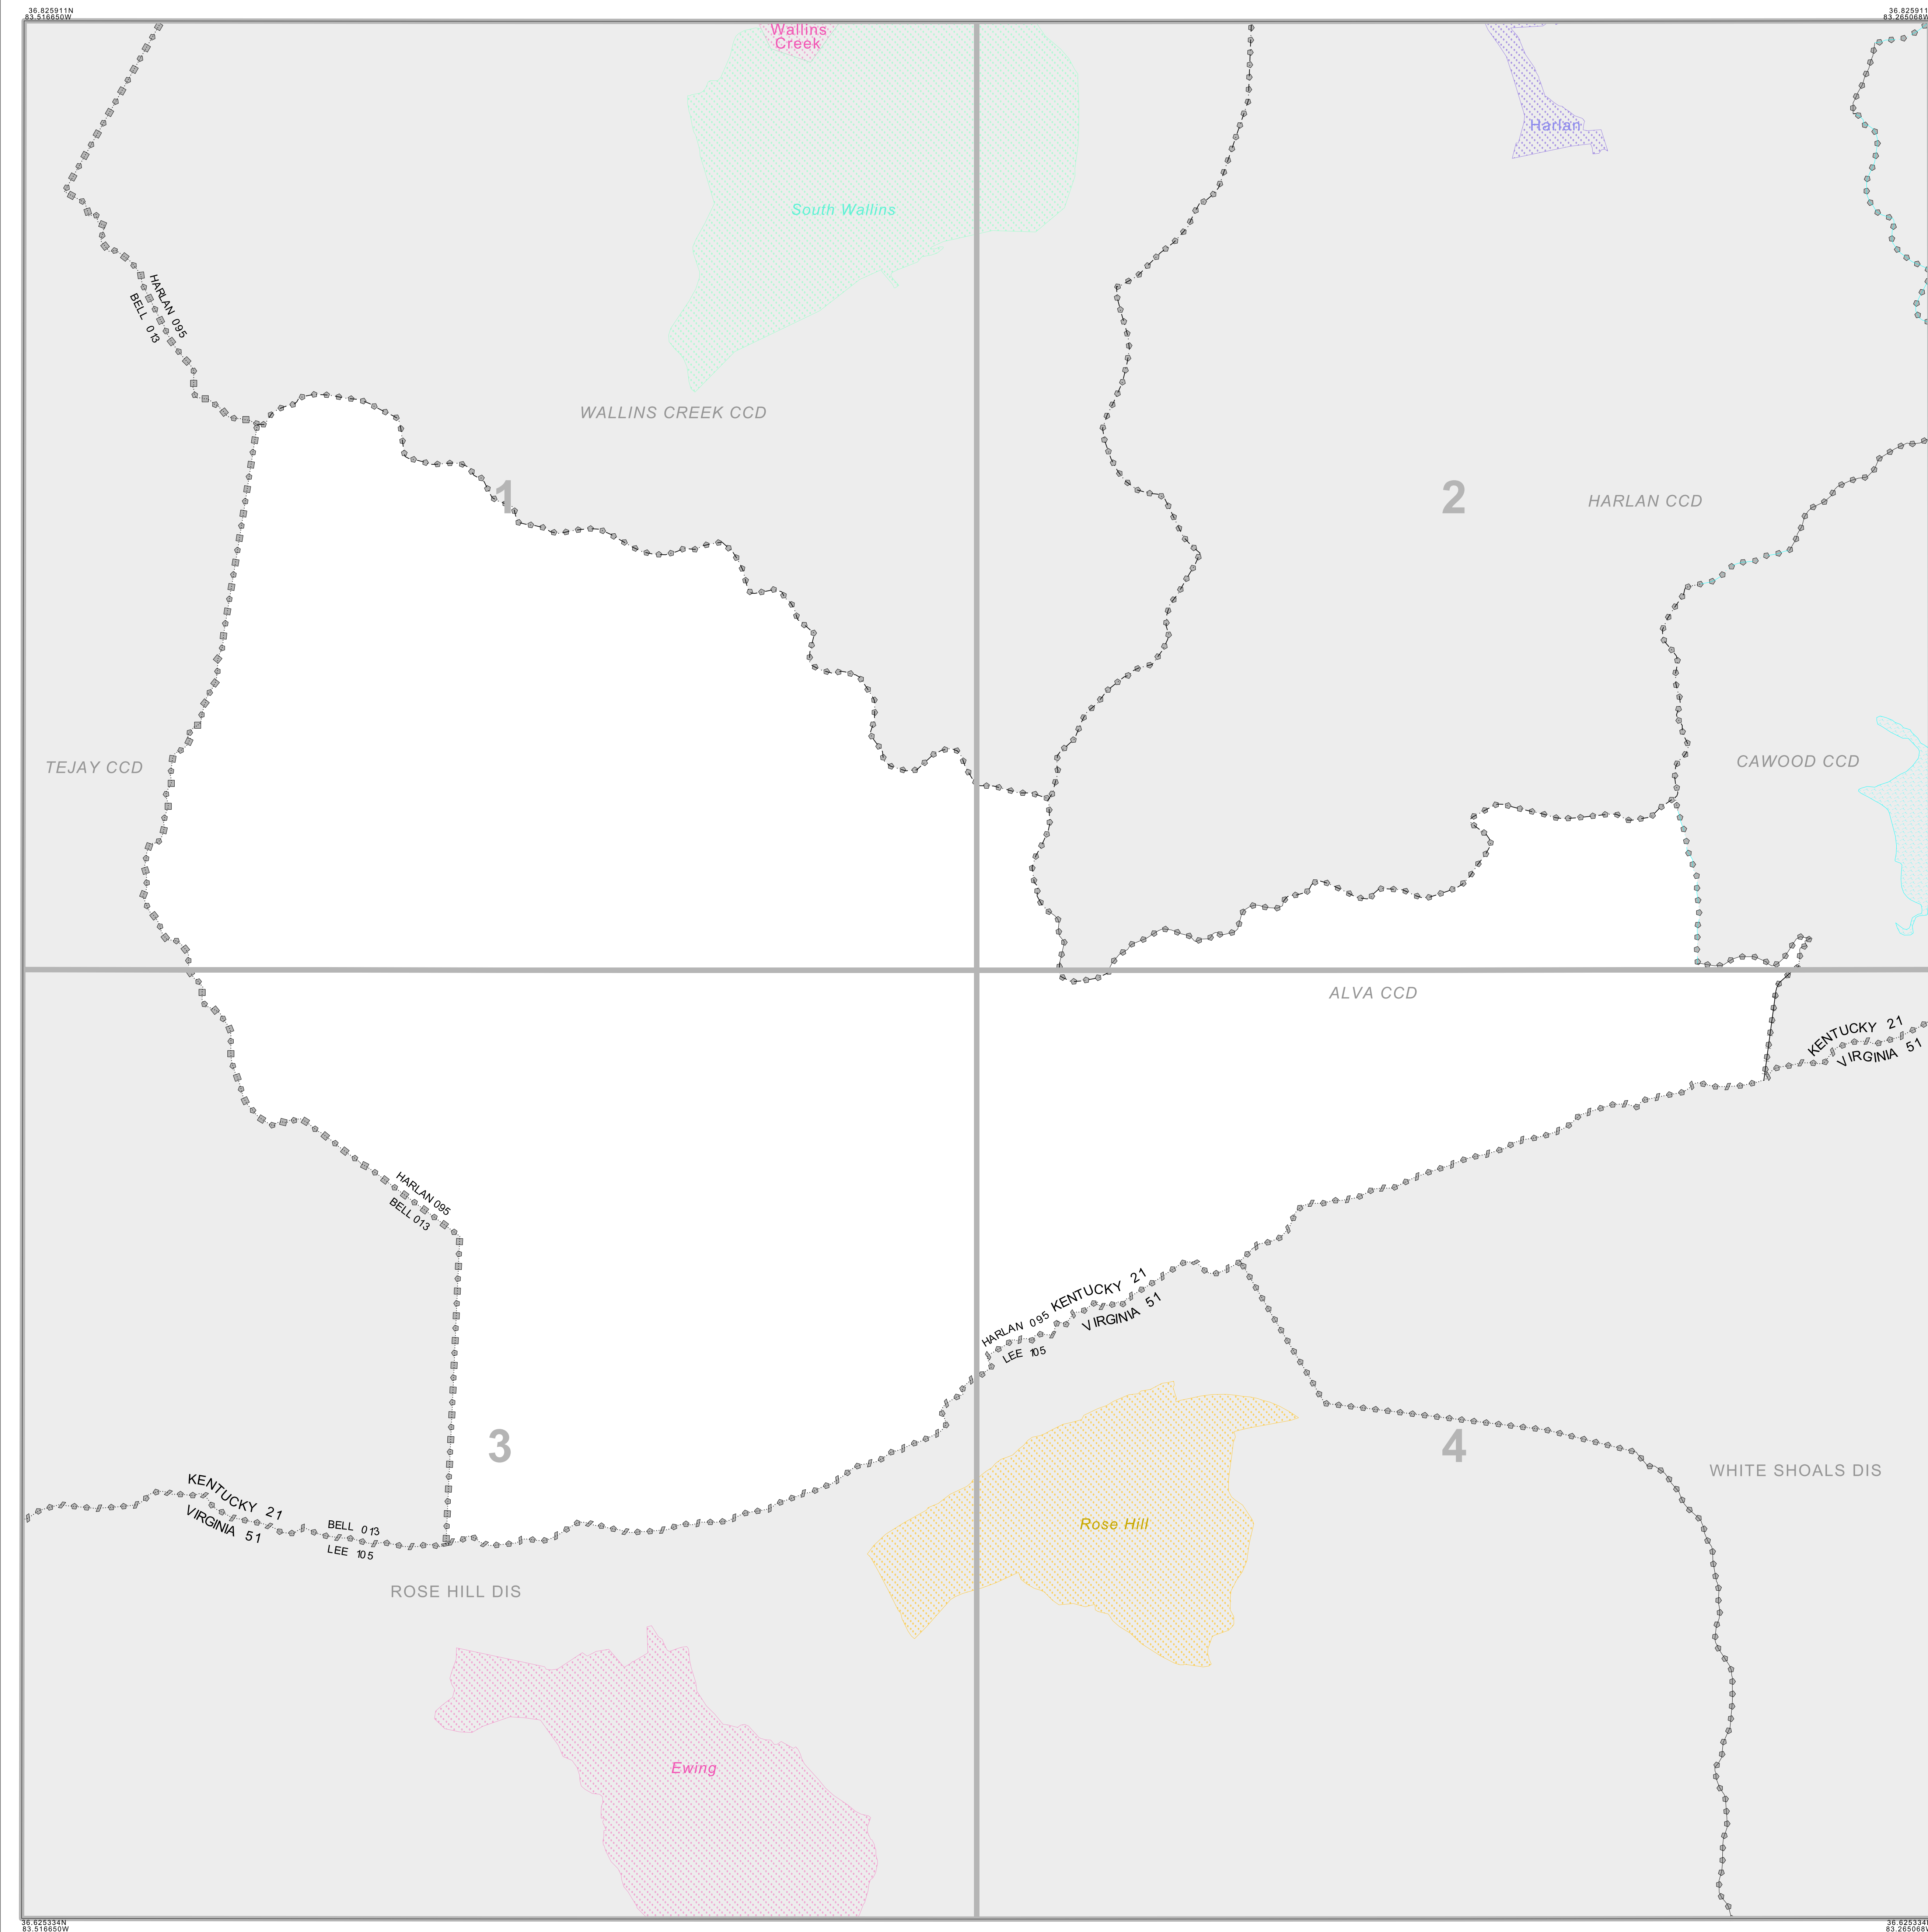 36.825911N
83.516650W
36.825911
83.265068W
Wallins
Creek
Harlan
South Wallins
HARLAN 095
BELL 013
WALLINS CREEK CCD
1
2
HARLAN CCD
TEJAY CCD
CAWOOD CCD
ALVA CCD
KENTUCKY 21
VIRGINIA 51
HARLAN 095
BELL 013
HARLAN 095
KENTUCKY 21
LEE 105
VIRGINIA 51
3
4
WHITE SHOALS DIS
KENTUCKY 21
VIRGINIA 51
BELL 013
LEE 105
Rose Hill
ROSE HILL DIS
Ewing
36.625334N
83.516650W
36.625334N
83.265068W